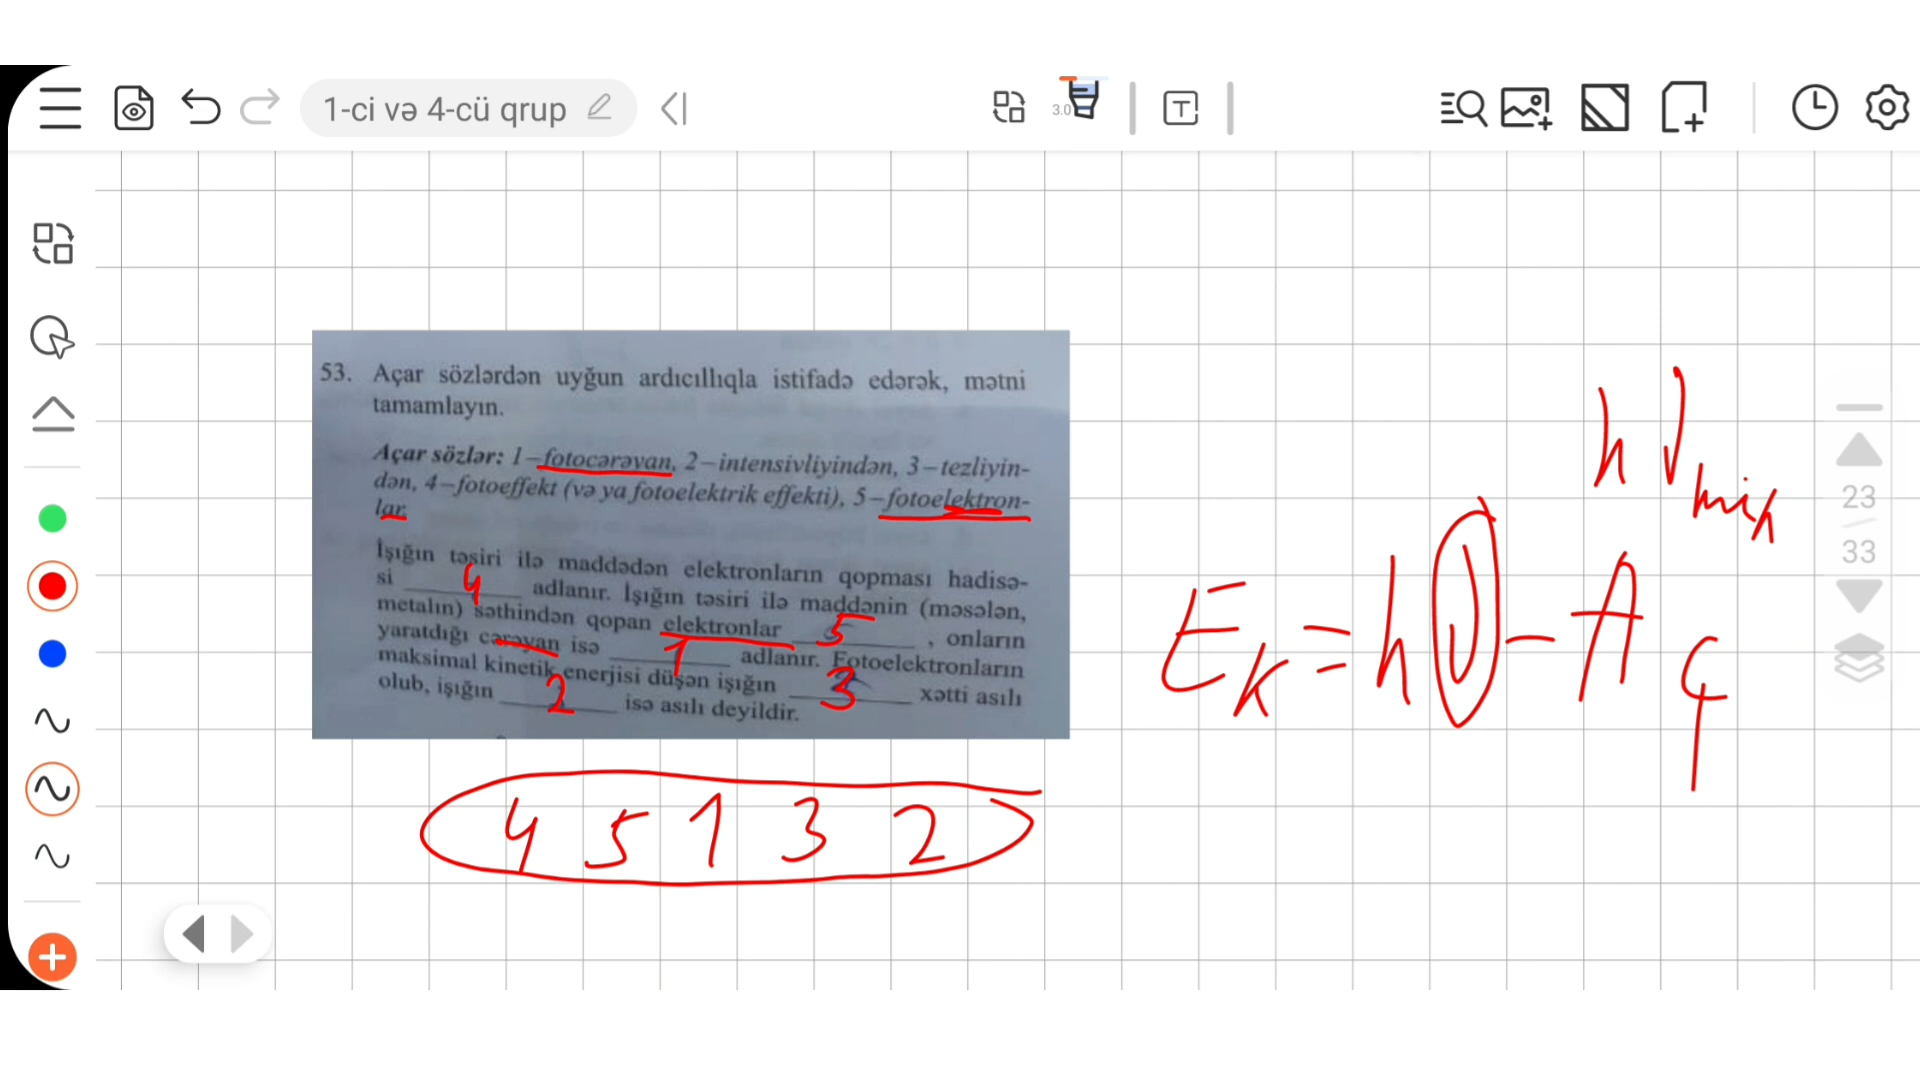 1-ci və 4-cü qrup
3.0
T
53. Açar sözlərdən uyğun ardıcıllıqla istifadə edərək, mətni
tamamlayın.
Açar sözlər: 1–fotocərəyan, 2–intensivliyindən, 3–tezliyin-
dən, 4–fotoeffekt (və ya fotoelektrik effekti), 5–fotoelektron-
lar.
İşığın təsiri ilə maddədən elektronların qopması hadisə-
si 4 adlanır. İşığın təsiri ilə maddənin (məsələn,
metalın) səthindən qopan elektronlar 5 , onların
yaratdığı cərəyan isə 1 adlanır. Fotoelektronların
maksimal kinetik enerjisi düşən işığın 3 xətti asılı
olub, işığın 2 isə asılı deyildir.
4 5 1 3 2
hν min
E k = hν – A ç
23
33